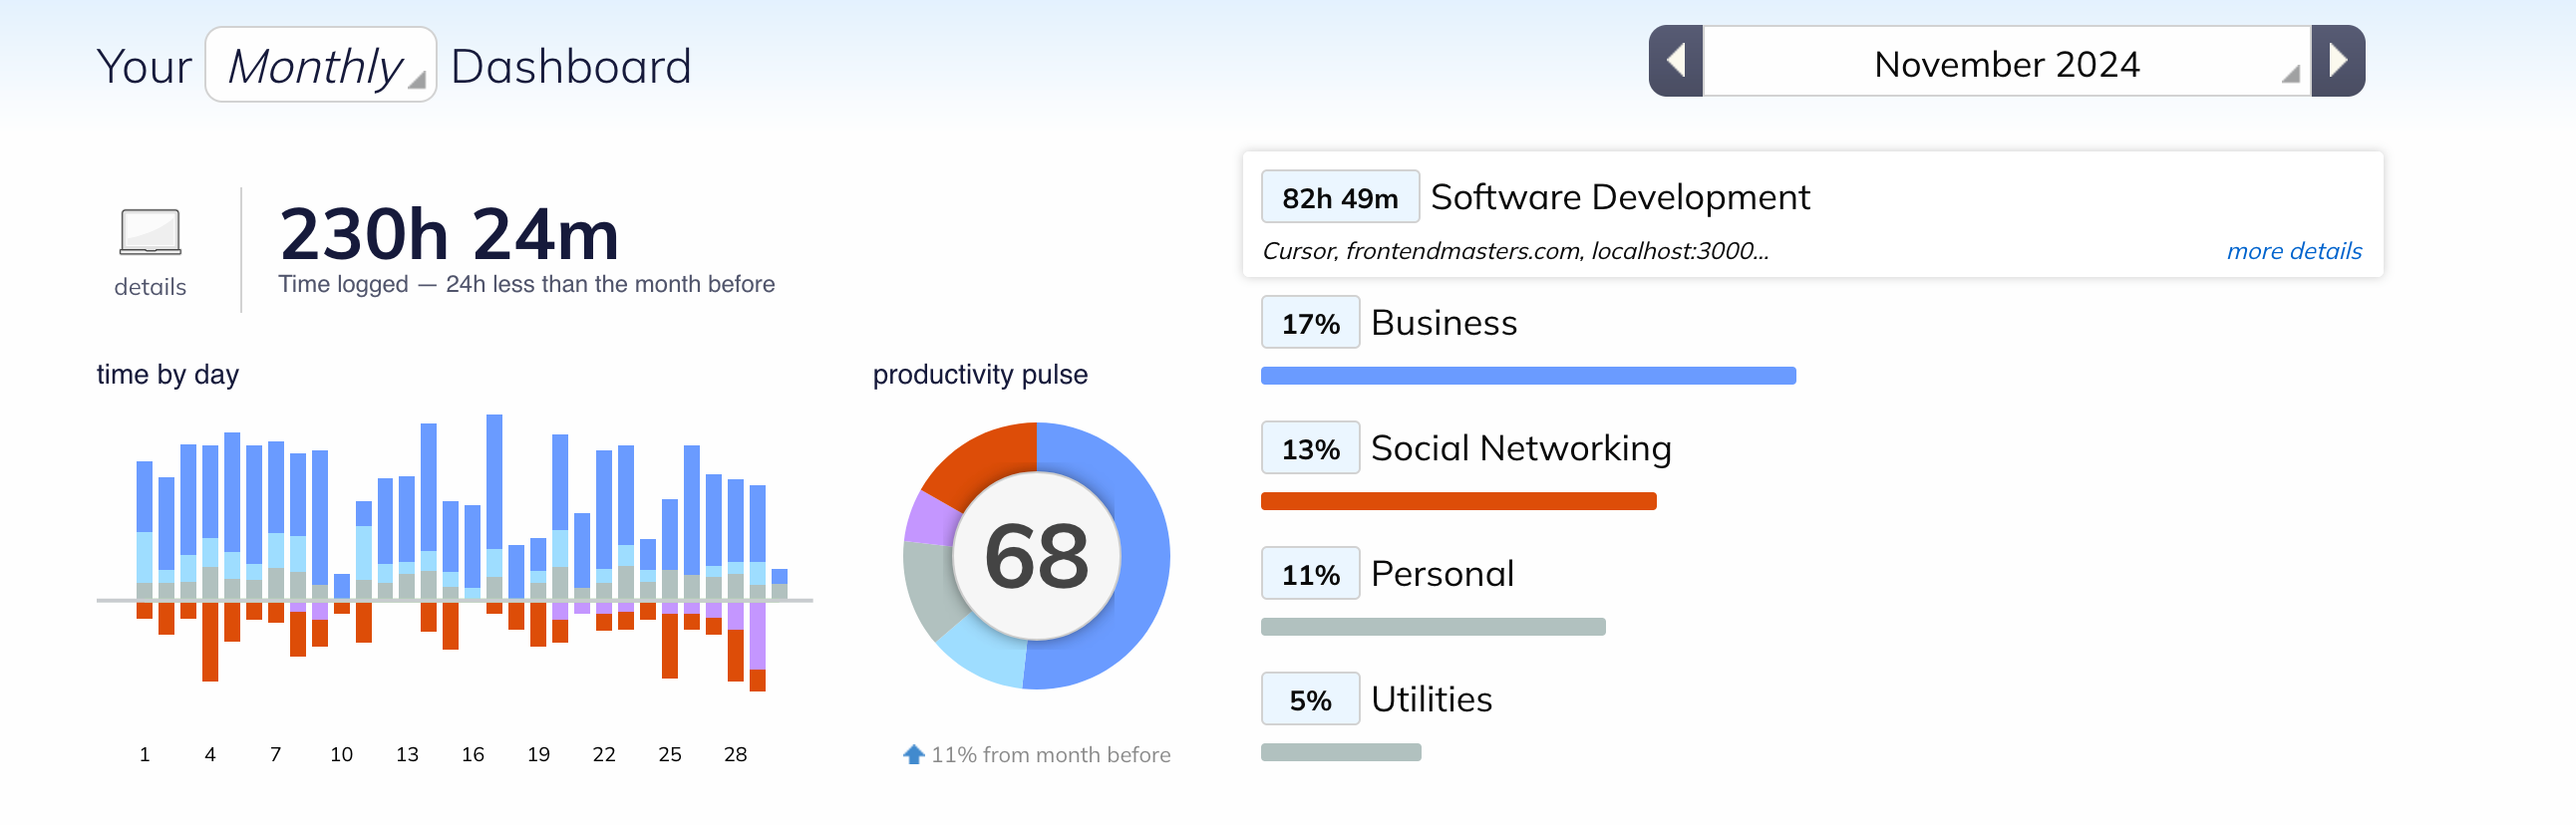 Your Monthly Dashboard
November 2024
details
230h 24m
Time logged — 24h less than the month before
time by day
1 4 7 10 13 16 19 22 25 28
productivity pulse
68
11% from month before
82h 49m Software Development
Cursor, frontendmasters.com, localhost:3000...
more details
17% Business
13% Social Networking
11% Personal
5% Utilities